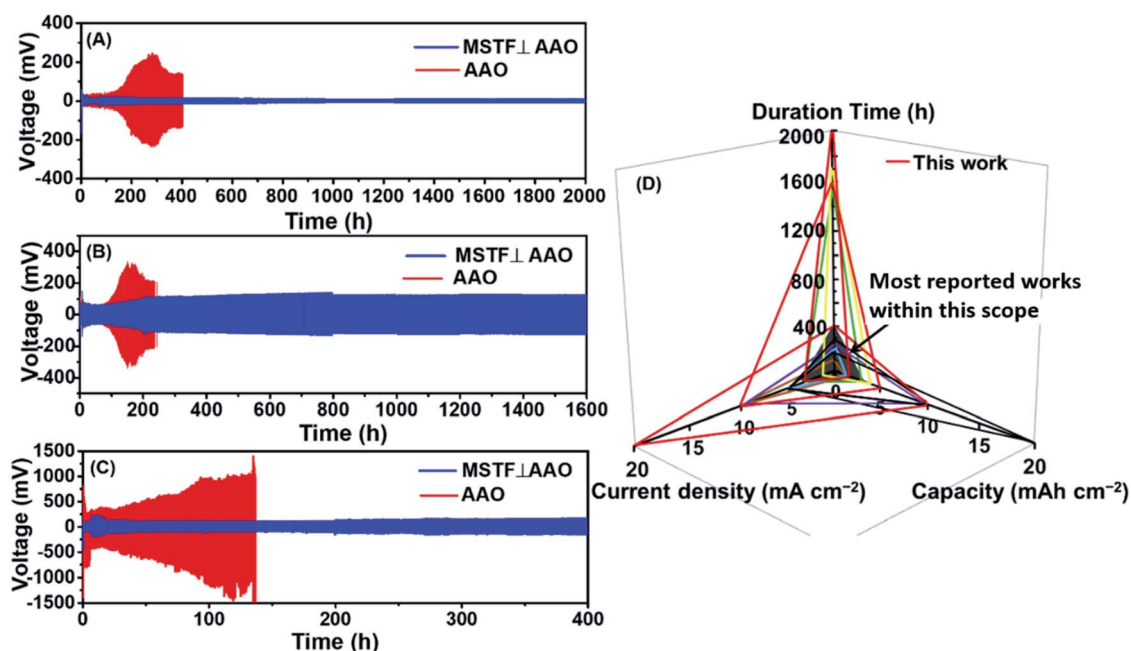 (A)
MSTF⊥ AAO
AAO
400
200
0
-200
-400
Voltage (mV)
0 200 400 600 800 1000 1200 1400 1600 1800 2000
Time (h)
(B)
MSTF⊥ AAO
AAO
400
200
0
-200
-400
Voltage (mV)
0 200 400 600 800 1000 1200 1400 1600
Time (h)
(C)
MSTF⊥AAO
AAO
1500
1000
500
0
-500
-1000
-1500
Voltage (mV)
0 100 200 300 400
Time (h)
Duration Time (h)
2000
This work
(D)
1600
1200
800
Most reported works
within this scope
400
0
5 5
10 10
15 15
20 20
Current density (mA cm⁻²) Capacity (mAh cm⁻²)